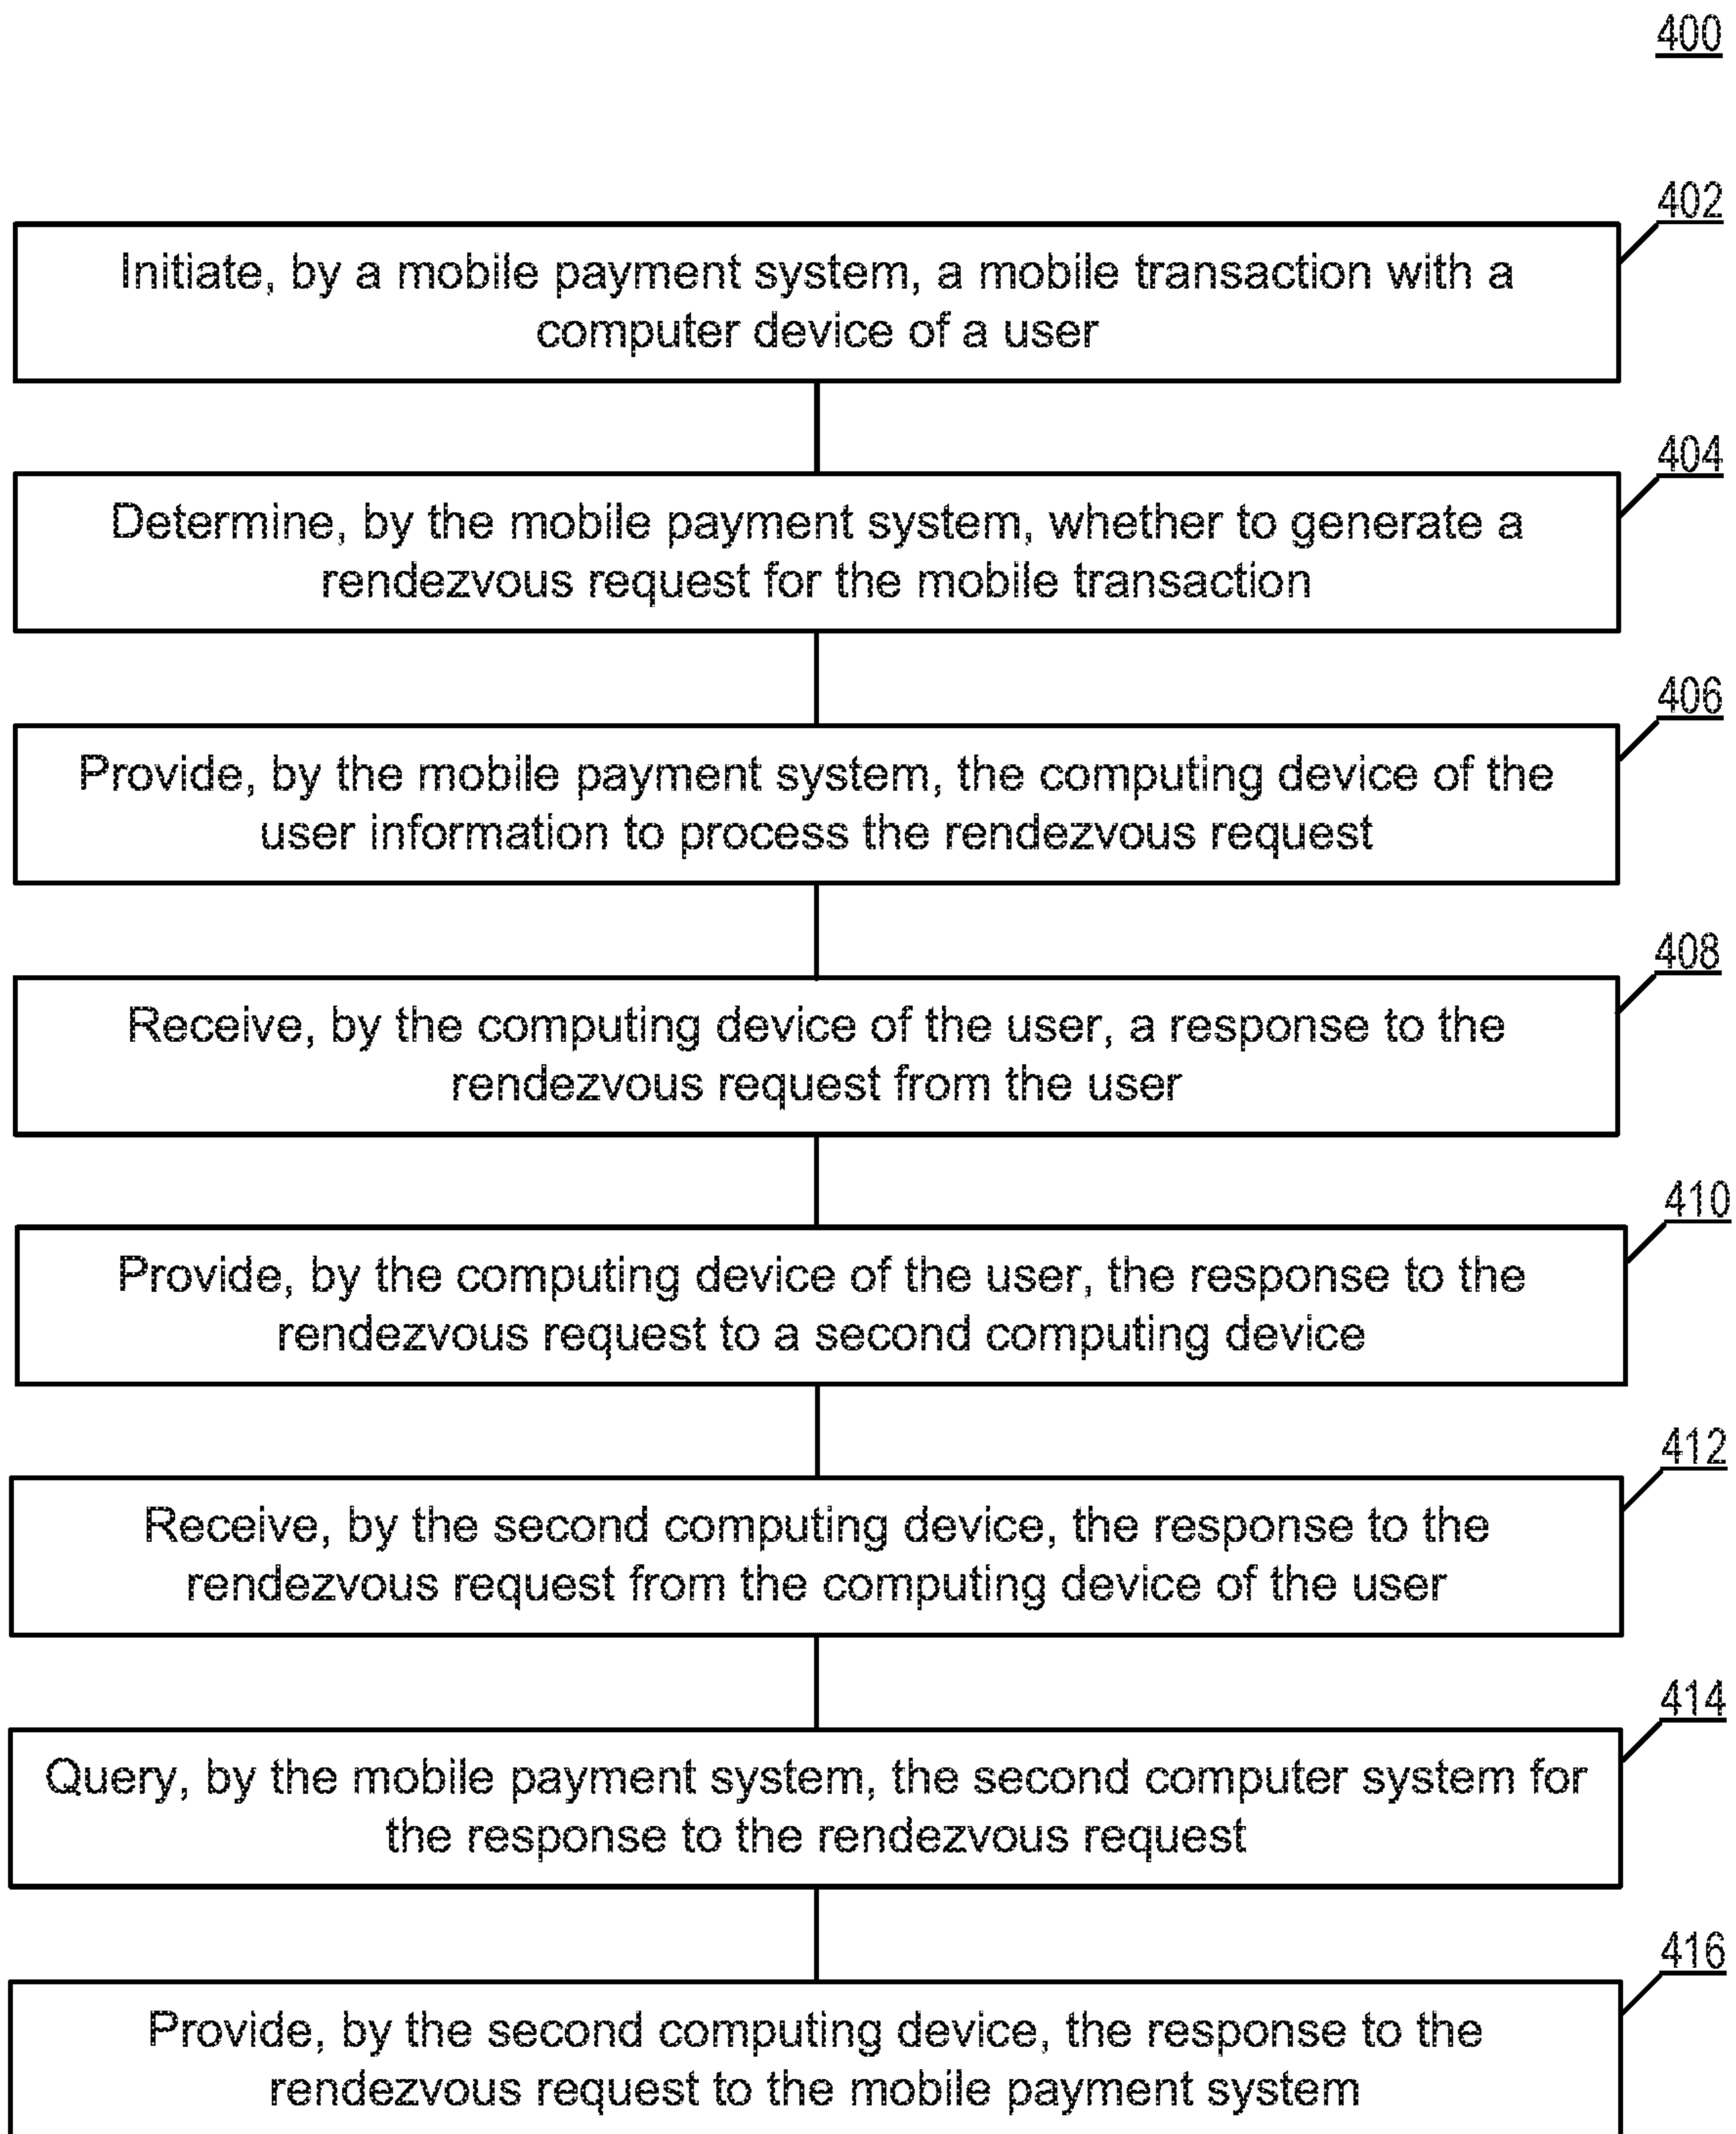 400
402
Initiate, by a mobile payment system, a mobile transaction with a
computer device of a user
404
Determine, by the mobile payment system, whether to generate a
rendezvous request for the mobile transaction
406
Provide, by the mobile payment system, the computing device of the
user information to process the rendezvous request
408
Receive, by the computing device of the user, a response to the
rendezvous request from the user
410
Provide, by the computing device of the user, the response to the
rendezvous request to a second computing device
412
Receive, by the second computing device, the response to the
rendezvous request from the computing device of the user
414
Query, by the mobile payment system, the second computer system for
the response to the rendezvous request
416
Provide, by the second computing device, the response to the
rendezvous request to the mobile payment system